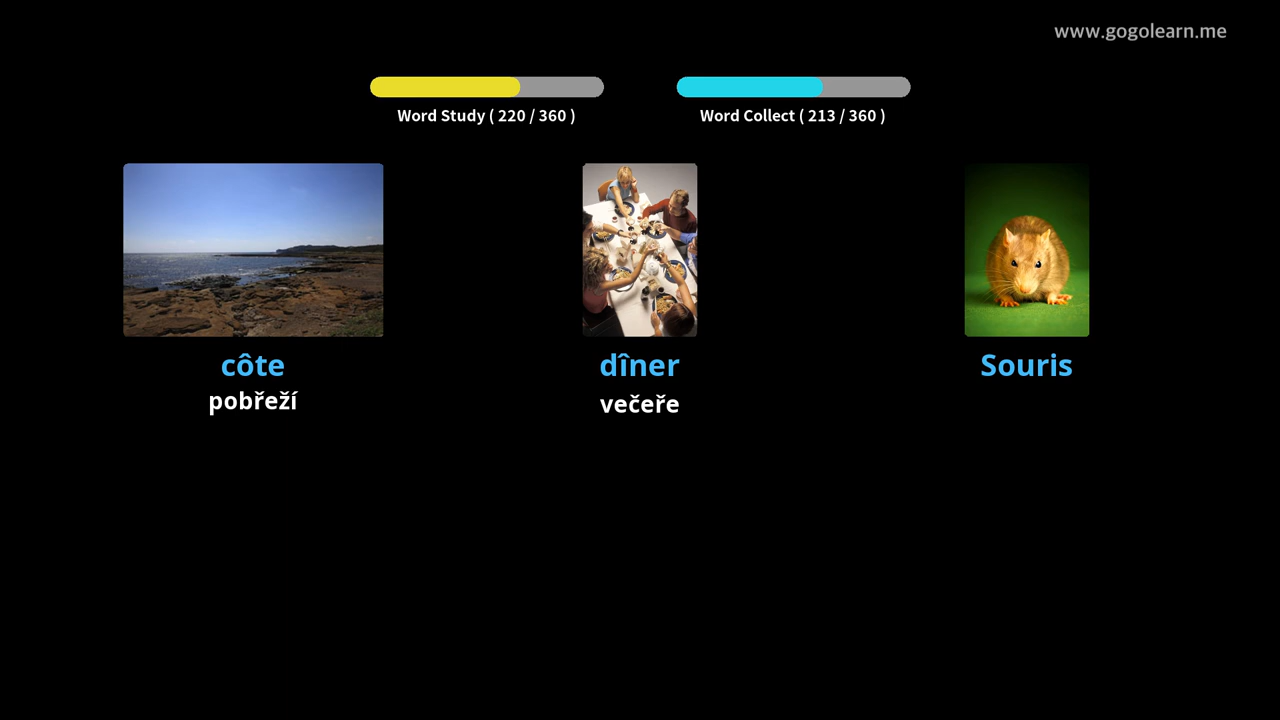 www.gogolearn.me
Word Study ( 220 / 360 )
Word Collect ( 213 / 360 )
côte
dîner
Souris
pobřeží
večeře